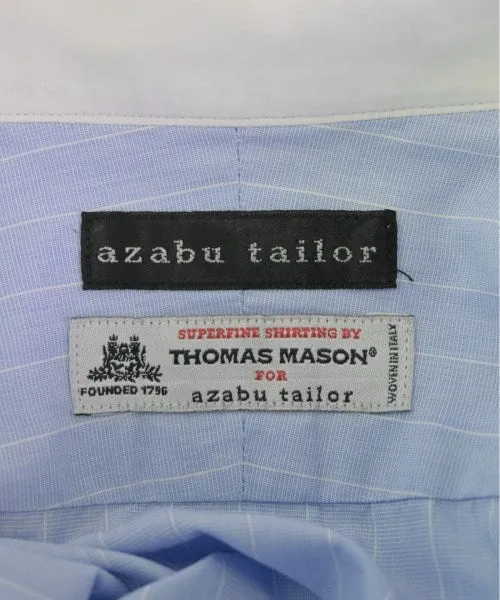 azabu tailor
SUPERFINE SHIRTING BY
THOMAS MASON®
FOR
azabu tailor
FOUNDED 1796
WOVEN IN ITALY